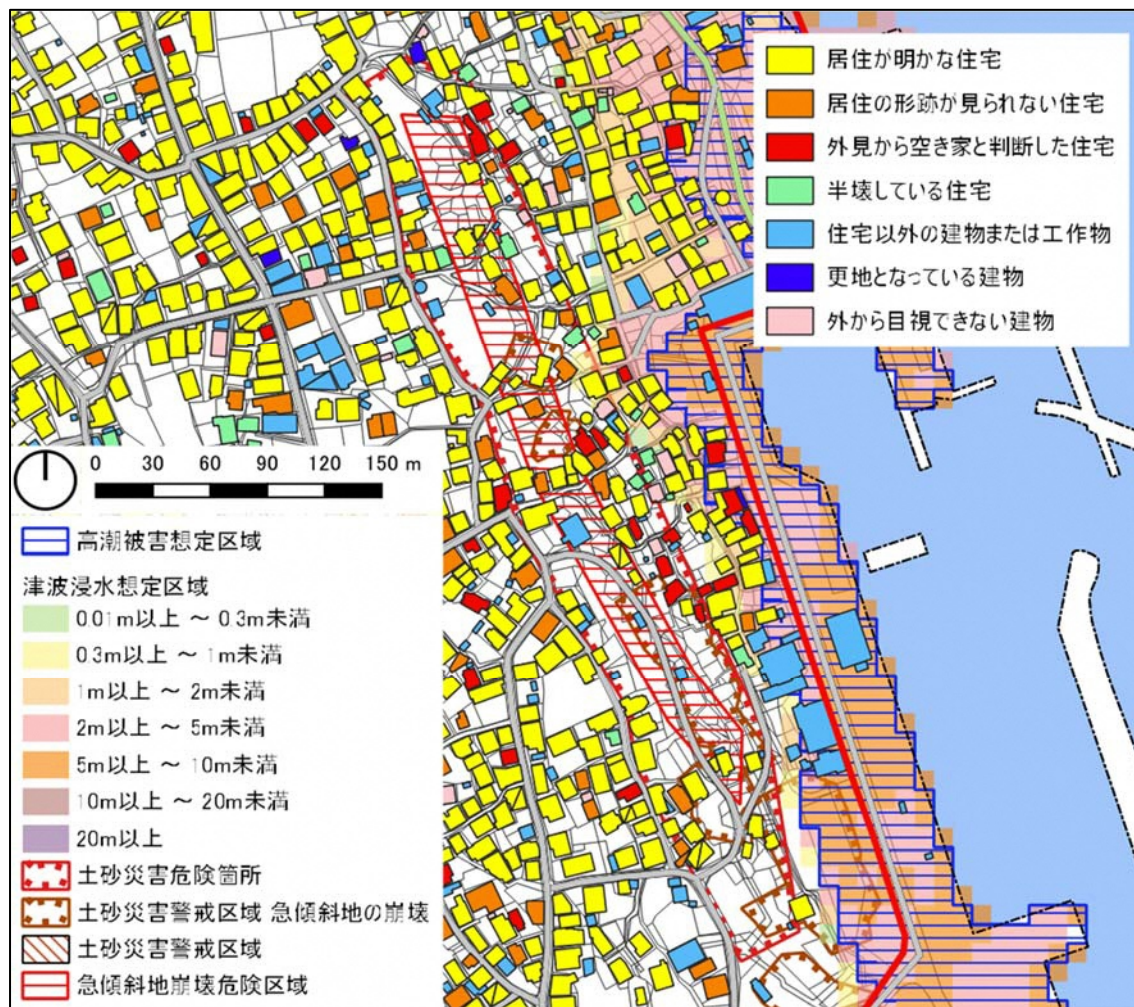 居住が明かな住宅
居住の形跡が見られない住宅
外見から空き家と判断した住宅
半壊している住宅
住宅以外の建物または工作物
更地となっている建物
外から目視できない建物
0 30 60 90 120 150 m
高潮被害想定区域
津波浸水想定区域
0.01m以上 ～ 0.3m未満
0.3m以上 ～ 1m未満
1m以上 ～ 2m未満
2m以上 ～ 5m未満
5m以上 ～ 10m未満
10m以上 ～ 20m未満
20m以上
土砂災害危険箇所
土砂災害警戒区域 急傾斜地の崩壊
土砂災害警戒区域
急傾斜地崩壊危険区域